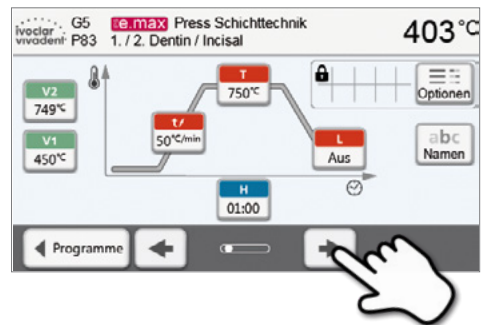 ivoclar vivadent G5 IPS e.max Press Schichttechnik 403°C
P83 1. / 2. Dentin / Incisal
V2
749°C
V1
450°C
t/
50°C/min
T
750°C
H
01:00
L
Aus
Optionen
abc
Namen
Programme